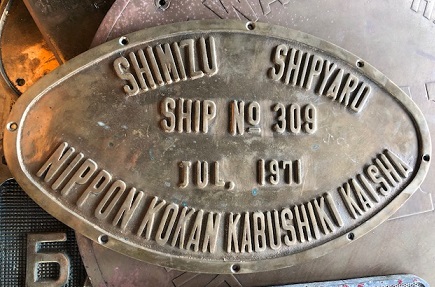 SHIMIZU SHIPYARD
SHIP Nº 309
JUL, 1971
NIPPON KOKAN KABUSHIKI KAISHA
Б